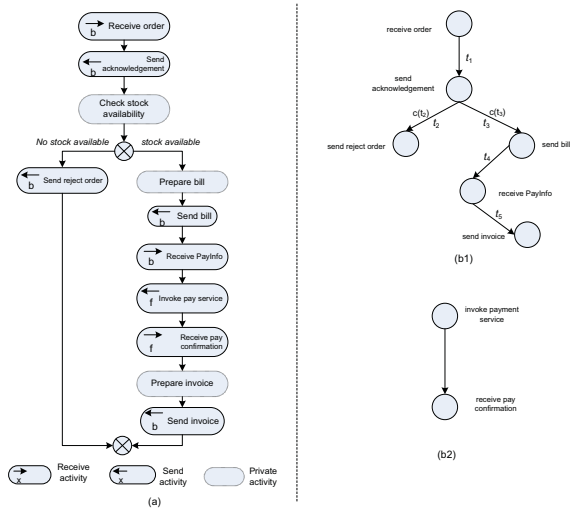 Receive order
b
Send
acknowledgement
b
Check stock
availability
No stock available
stock available
Send reject order
b
Prepare bill
Send bill
b
Receive PayInfo
b
Invoke pay service
f
Receive pay
confirmation
f
Prepare invoice
Send invoice
b
x
Receive
activity
x
Send
activity
Private
activity
(a)
receive order
t1
send
acknowledgement
c(t2)
t2
c(t3)
t3
send reject order
send bill
t4
receive PayInfo
t5
send invoice
(b1)
invoke payment
service
receive pay
confirmation
(b2)